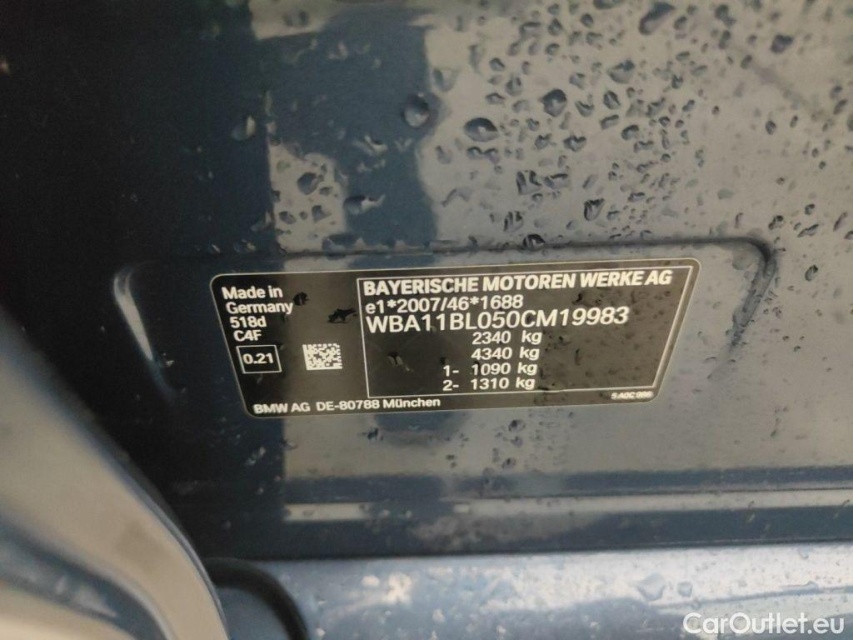 Made in
Germany
518d
C4F
0.21
BAYERISCHE MOTOREN WERKE AG
e1*2007/46*1688
WBA11BL050CM19983
2340 kg
4340 kg
1- 1090 kg
2- 1310 kg
BMW AG DE-80788 München
CarOutlet.eu